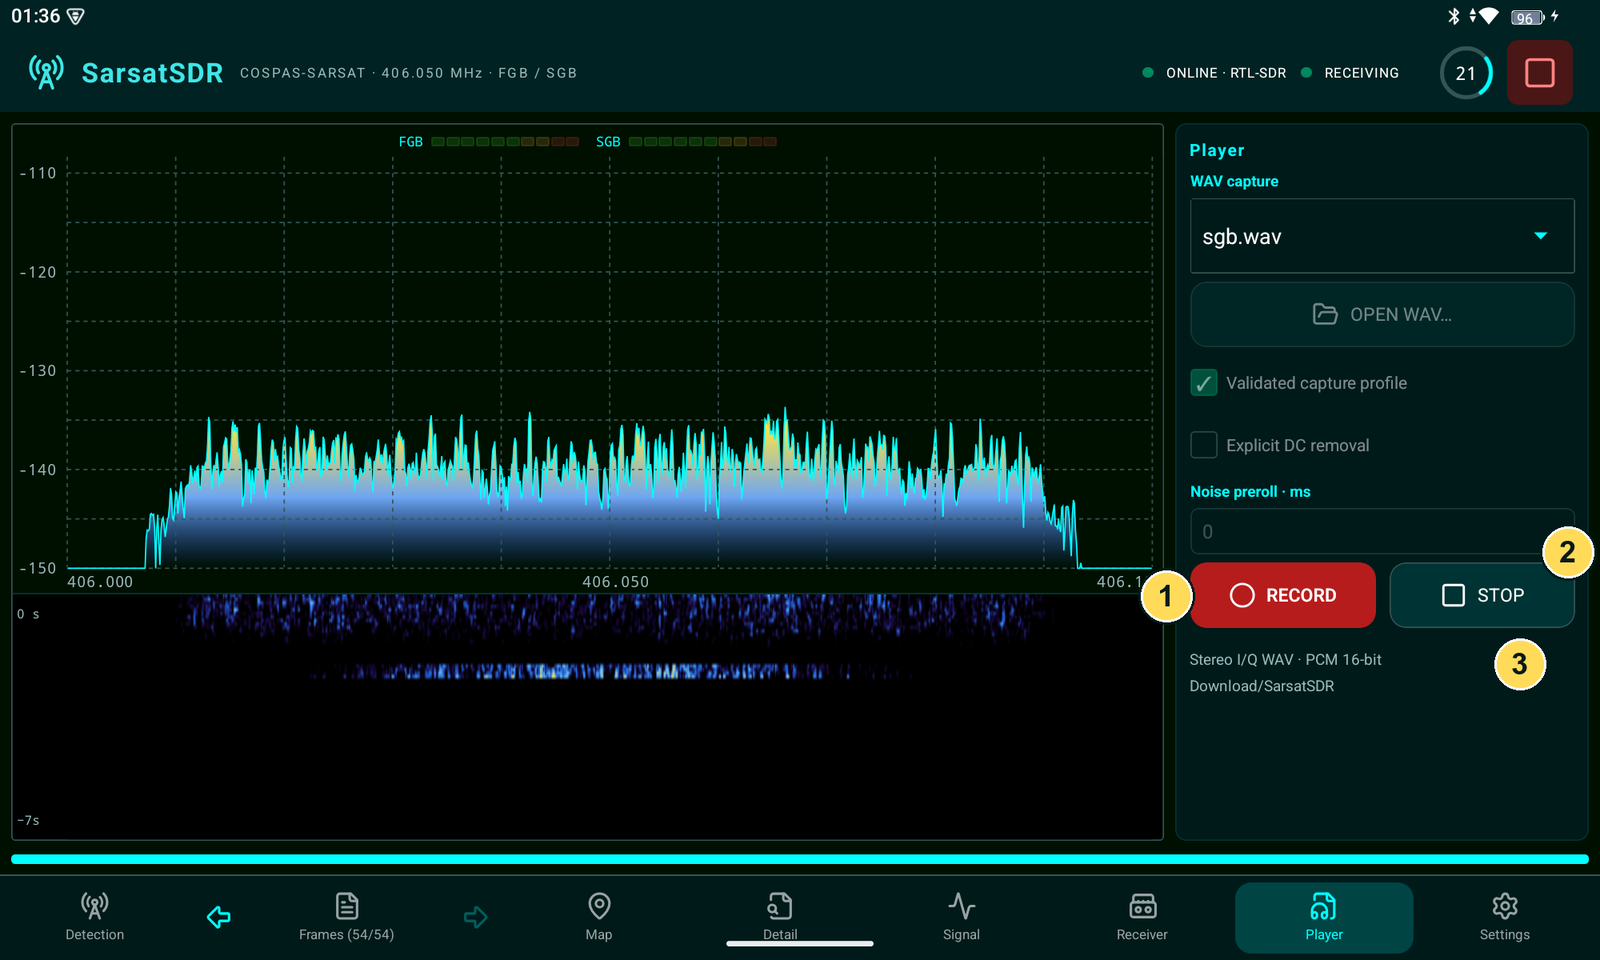 01:36
96
SarsatSDR
COSPAS-SARSAT · 406.050 MHz · FGB / SGB
ONLINE · RTL-SDR
RECEIVING
21
FGB
SGB
-110
-120
-130
-140
-150
406.000
406.050
406.1
0 s
-7s
Player
WAV capture
sgb.wav
OPEN WAV...
✓ Validated capture profile
Explicit DC removal
Noise preroll · ms
0
2
1
RECORD
STOP
3
Stereo I/Q WAV · PCM 16-bit
Download/SarsatSDR
Detection
Frames (54/54)
Map
Detail
Signal
Receiver
Player
Settings